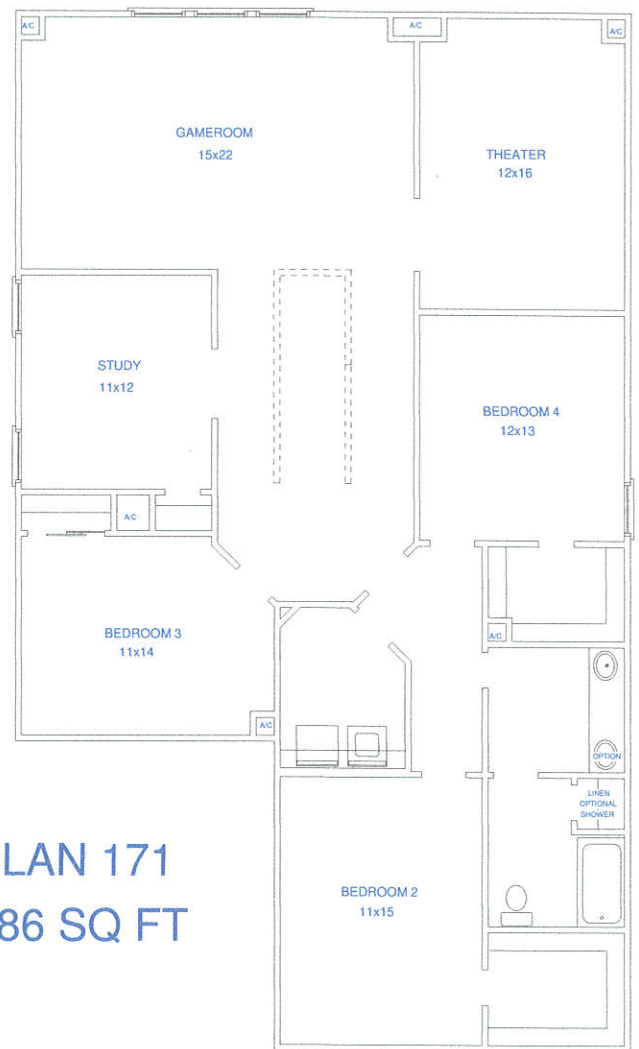 A/C
A/C
A/C
GAMEROOM
15x22
THEATER
12x16
STUDY
11x12
BEDROOM 4
12x13
A/C
BEDROOM 3
11x14
A/C
A/C
OPTION
LINEN
OPTIONAL
SHOWER
LAN 171
86 SQ FT
BEDROOM 2
11x15